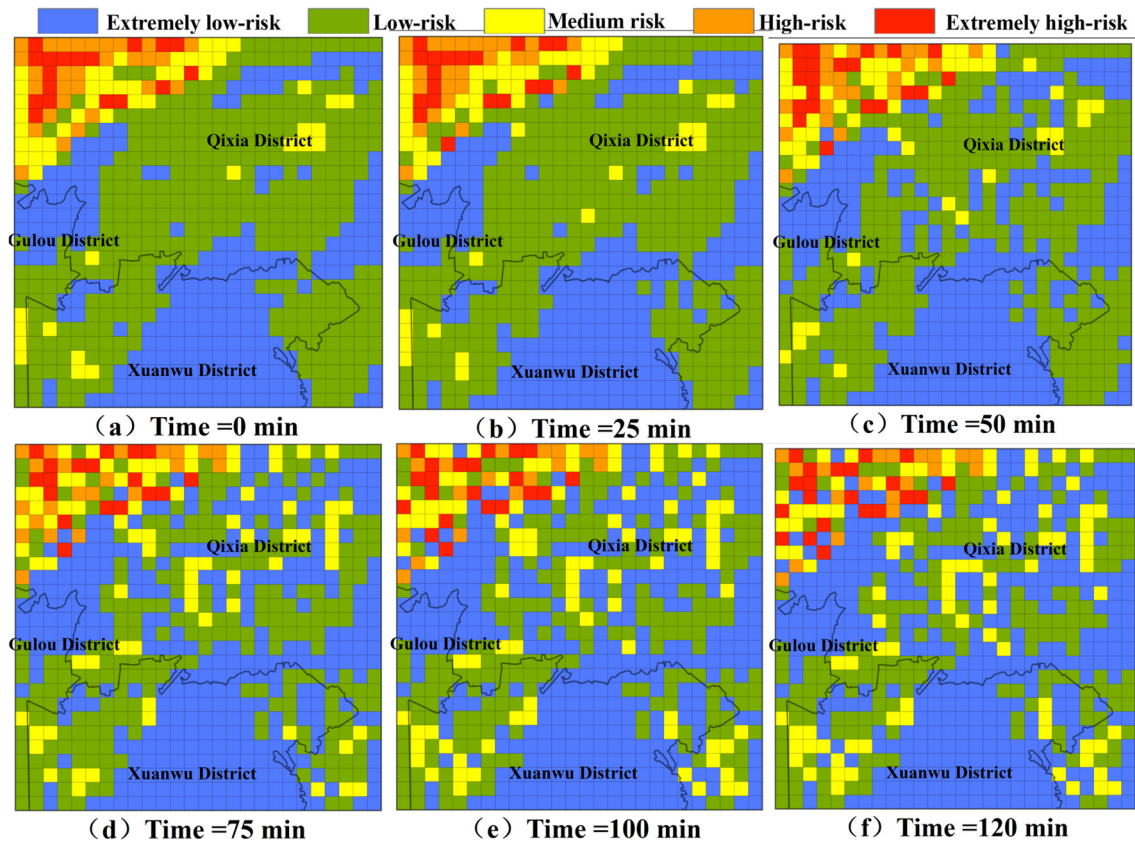 Extremely low-risk Low-risk Medium risk High-risk Extremely high-risk
Qixia District Qixia District Qixia District
Gulou District Gulou District Gulou District
Xuanwu District Xuanwu District Xuanwu District
（a）Time =0 min （b）Time =25 min （c）Time =50 min
Qixia District Qixia District Qixia District
Gulou District Gulou District Gulou District
Xuanwu District Xuanwu District Xuanwu District
（d）Time =75 min （e）Time =100 min （f）Time =120 min